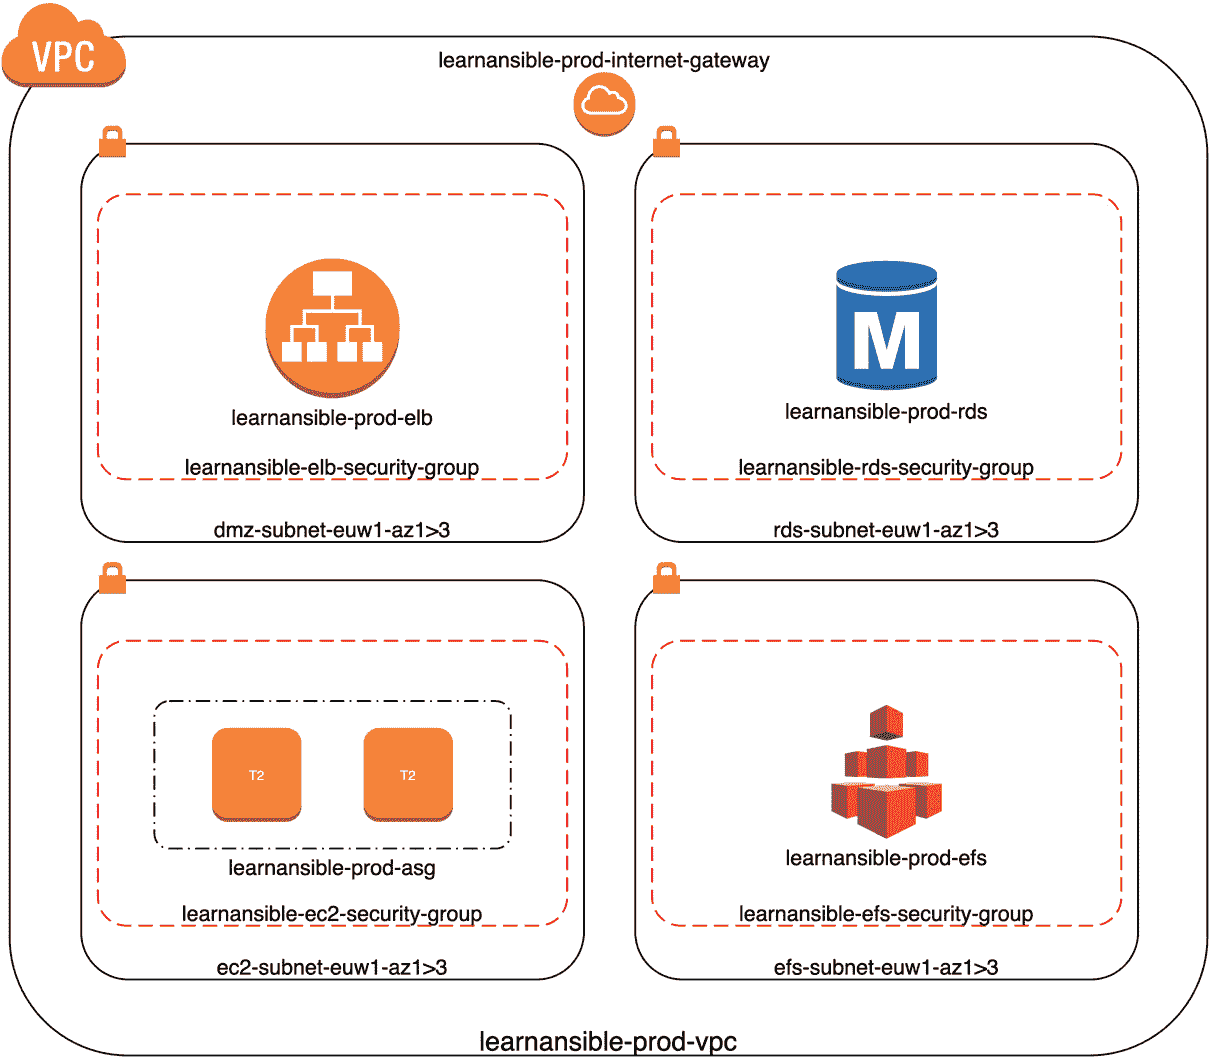 VPC
learnansible-prod-internet-gateway
learnansible-prod-elb
learnansible-elb-security-group
dmz-subnet-euw1-az1>3
M
learnansible-prod-rds
learnansible-rds-security-group
rds-subnet-euw1-az1>3
T2
T2
learnansible-prod-asg
learnansible-ec2-security-group
ec2-subnet-euw1-az1>3
learnansible-prod-efs
learnansible-efs-security-group
efs-subnet-euw1-az1>3
learnansible-prod-vpc